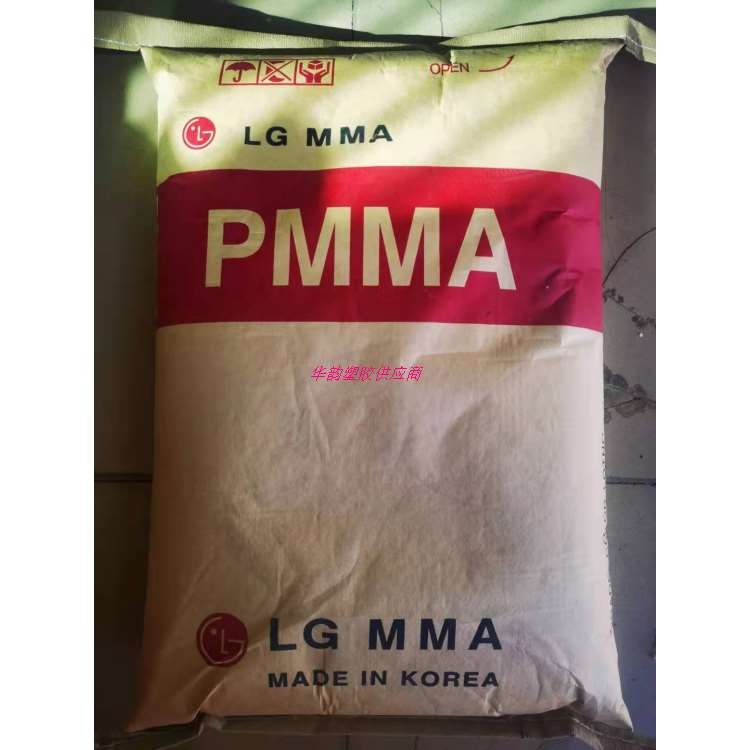 OPEN
LG MMA
PMMA
华韵塑胶供应商
LG MMA
MADE IN KOREA